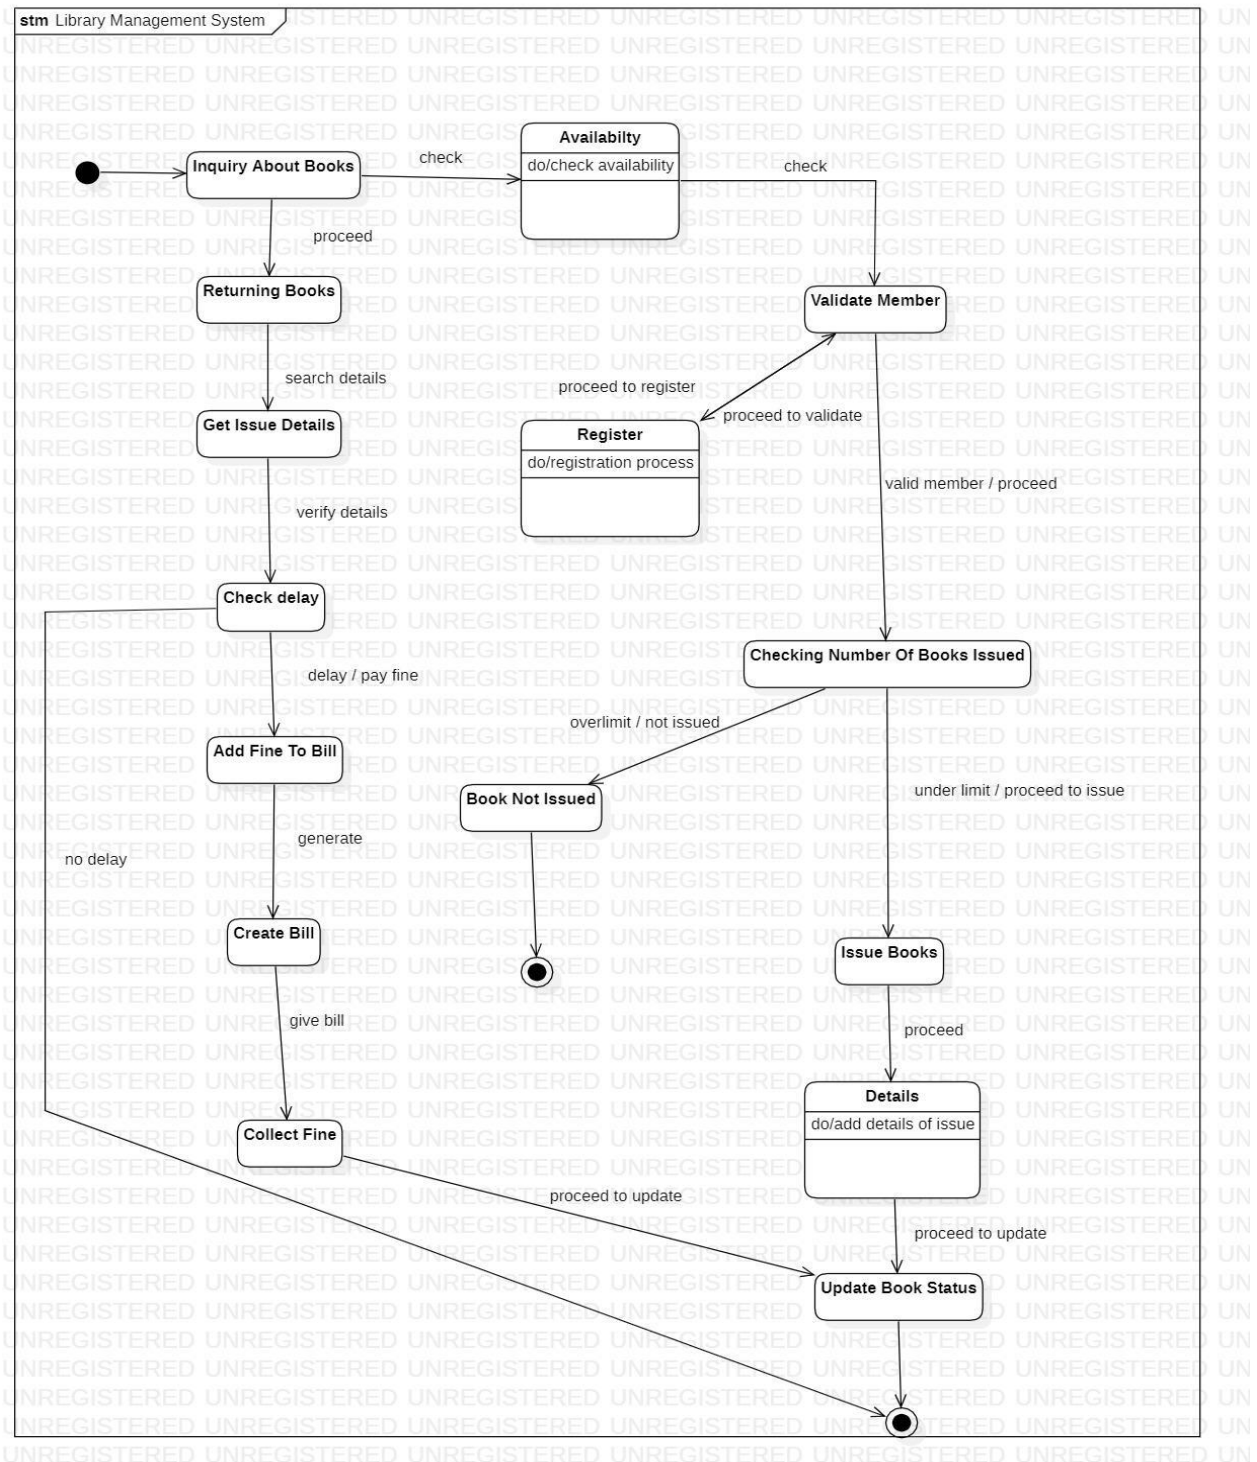 stm Library Management System
Availabilty
do/check availability
Inquiry About Books
check
check
proceed
Returning Books
Validate Member
search details
proceed to register
proceed to validate
Get Issue Details
Register
do/registration process
valid member / proceed
verify details
Check delay
Checking Number Of Books Issued
delay / pay fine
overlimit / not issued
Add Fine To Bill
Book Not Issued
under limit / proceed to issue
generate
no delay
Create Bill
Issue Books
give bill
proceed
Details
do/add details of issue
Collect Fine
proceed to update
proceed to update
Update Book Status
UNREGISTERED